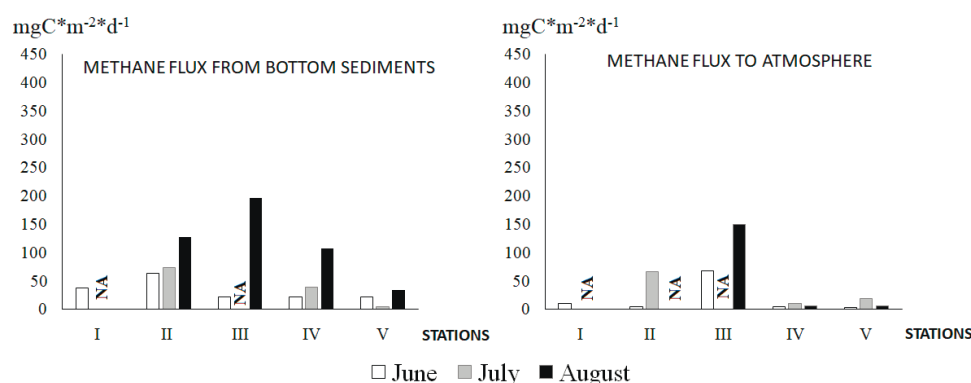 mgC*m-2*d-1
METHANE FLUX FROM BOTTOM SEDIMENTS
450
400
350
300
250
200
150
100
50
0
NA
NA
I II III IV V STATIONS
mgC*m-2*d-1
METHANE FLUX TO ATMOSPHERE
450
400
350
300
250
200
150
100
50
0
NA
NA
NA
I II III IV V STATIONS
June July August